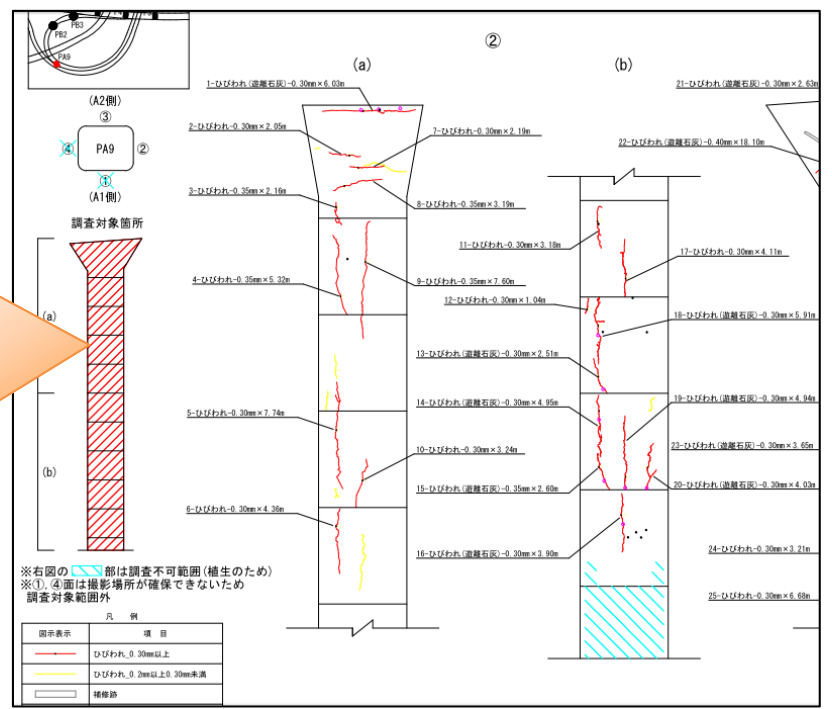 PB3
PB2
PA9
(A2側)
③
④
PA9
②
①
(A1側)
調査対象箇所
(a)
(b)
※右図の
部は調査不可範囲(植生のため)
※①,④面は撮影場所が確保できないため
調査対象範囲外
凡 例
図示表示
項 目
ひびわれ_0.30mm以上
ひびわれ_0.2mm以上0.30mm未満
補修跡
②
(a)
1-ひびわれ(遊離石灰)-0.30mm×6.03m
2-ひびわれ-0.30mm×2.05m
7-ひびわれ-0.30mm×2.19m
3-ひびわれ-0.35mm×2.16m
8-ひびわれ-0.35mm×3.19m
4-ひびわれ-0.35mm×5.32m
9-ひびわれ-0.35mm×7.60m
5-ひびわれ-0.30mm×7.74m
10-ひびわれ-0.30mm×3.24m
6-ひびわれ-0.30mm×4.36m
(b)
11-ひびわれ-0.30mm×3.18m
17-ひびわれ-0.30mm×4.11m
12-ひびわれ-0.30mm×1.04m
18-ひびわれ(遊離石灰)-0.30mm×5.91m
13-ひびわれ(遊離石灰)-0.30mm×2.51m
14-ひびわれ(遊離石灰)-0.30mm×4.95m
19-ひびわれ(遊離石灰)-0.30mm×4.94m
15-ひびわれ(遊離石灰)-0.35mm×2.60m
20-ひびわれ(遊離石灰)-0.30mm×4.03m
16-ひびわれ(遊離石灰)-0.30mm×3.90m
21-ひびわれ(遊離石灰)-0.30mm×2.63m
22-ひびわれ(遊離石灰)-0.40mm×18.10m
23-ひびわれ(遊離石灰)-0.30mm×3.65m
24-ひびわれ-0.30mm×3.21m
25-ひびわれ-0.30mm×6.68m